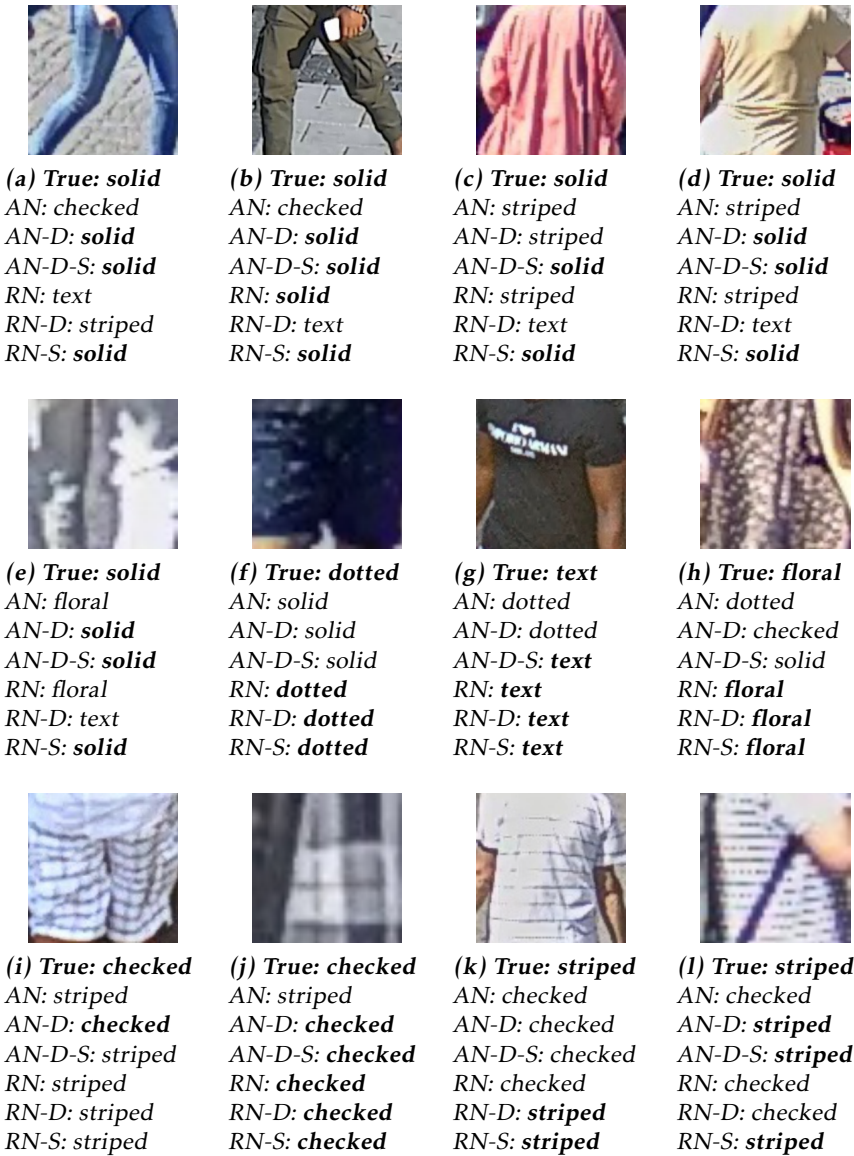 (a) True: solid
AN: checked
AN-D: solid
AN-D-S: solid
RN: text
RN-D: striped
RN-S: solid
(b) True: solid
AN: checked
AN-D: solid
AN-D-S: solid
RN: solid
RN-D: text
RN-S: solid
(c) True: solid
AN: striped
AN-D: striped
AN-D-S: solid
RN: striped
RN-D: text
RN-S: solid
(d) True: solid
AN: striped
AN-D: solid
AN-D-S: solid
RN: striped
RN-D: text
RN-S: solid
(e) True: solid
AN: floral
AN-D: solid
AN-D-S: solid
RN: floral
RN-D: text
RN-S: solid
(f) True: dotted
AN: solid
AN-D: solid
AN-D-S: solid
RN: dotted
RN-D: dotted
RN-S: dotted
EMPORIO ARMANI
(g) True: text
AN: dotted
AN-D: dotted
AN-D-S: text
RN: text
RN-D: text
RN-S: text
(h) True: floral
AN: dotted
AN-D: checked
AN-D-S: solid
RN: floral
RN-D: floral
RN-S: floral
(i) True: checked
AN: striped
AN-D: checked
AN-D-S: striped
RN: striped
RN-D: striped
RN-S: striped
(j) True: checked
AN: striped
AN-D: checked
AN-D-S: checked
RN: checked
RN-D: checked
RN-S: checked
(k) True: striped
AN: checked
AN-D: checked
AN-D-S: checked
RN: checked
RN-D: striped
RN-S: striped
(l) True: striped
AN: checked
AN-D: striped
AN-D-S: striped
RN: checked
RN-D: checked
RN-S: striped